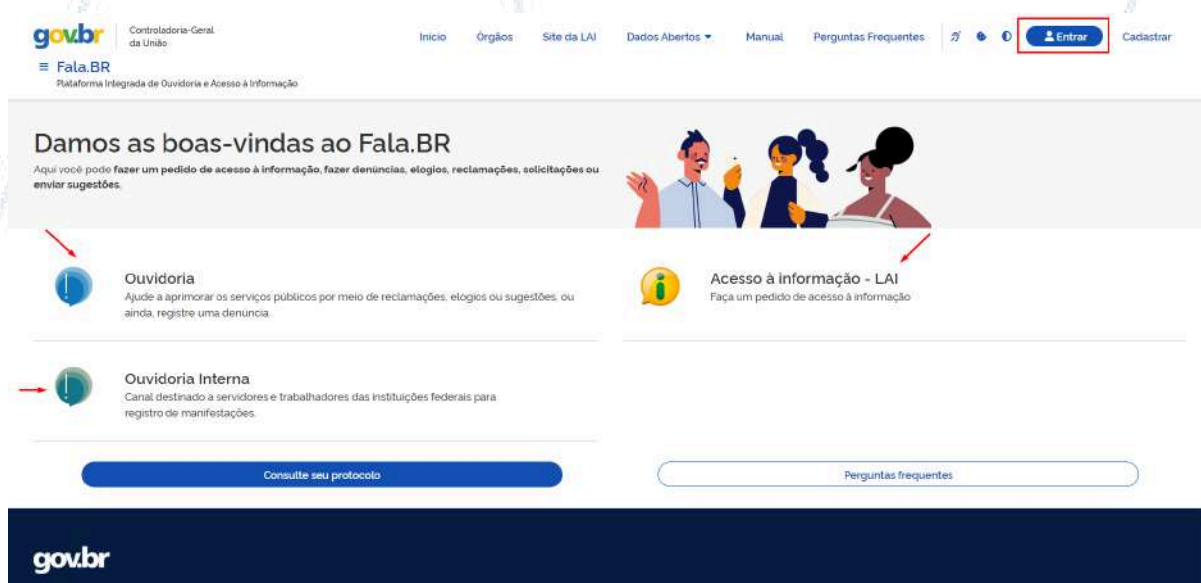 gov.br
Controladoria-Geral
da União
Inicio Órgãos Site da LAI Dados Abertos Manual Perguntas Frequentes Entrar Cadastrar
Fala.BR
Plataforma Integrada de Ouvidoria e Acesso à Informação
Damos as boas-vindas ao Fala.BR
Aqui você pode fazer um pedido de acesso à informação, fazer denúncias, elogios, reclamações, solicitações ou
enviar sugestões.
Ouvidoria
Ajude a aprimorar os serviços públicos por meio de reclamações, elogios ou sugestões, ou
ainda, registre uma denuncia.
Acesso à informação - LAI
Faça um pedido de acesso à informação
Ouvidoria Interna
Canal destinado a servidores e trabalhadores das instituições federais para
registro de manifestações.
Consulte seu protocolo
Perguntas frequentes
gov.br